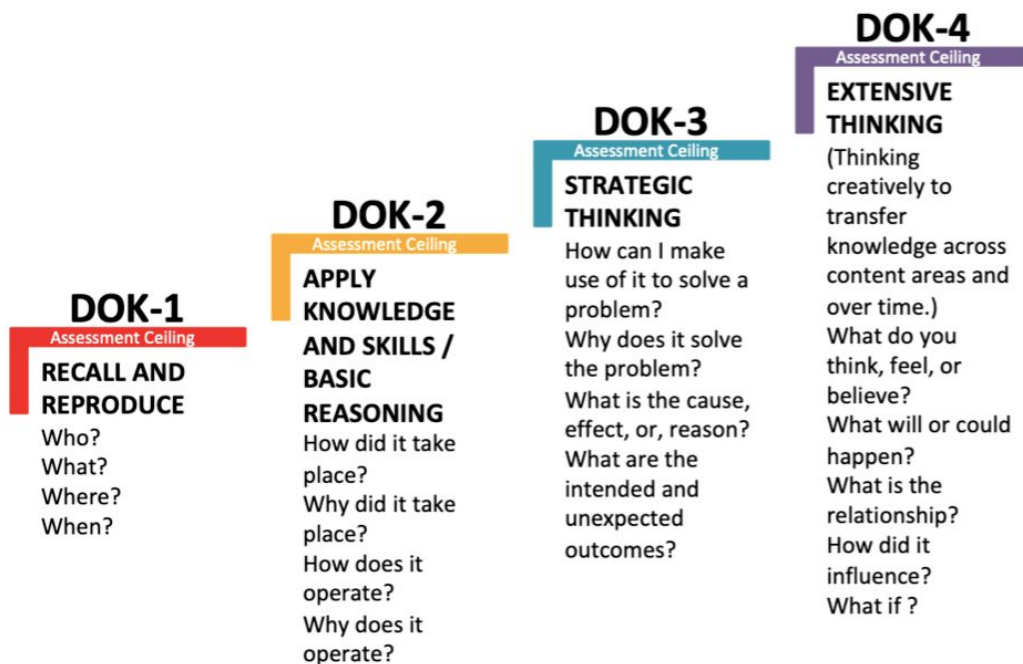 DOK-1
Assessment Ceiling
RECALL AND
REPRODUCE
Who?
What?
Where?
When?
DOK-2
Assessment Ceiling
APPLY
KNOWLEDGE
AND SKILLS /
BASIC
REASONING
How did it take
place?
Why did it take
place?
How does it
operate?
Why does it
operate?
DOK-3
Assessment Ceiling
STRATEGIC
THINKING
How can I make
use of it to solve a
problem?
Why does it solve
the problem?
What is the cause,
effect, or, reason?
What are the
intended and
unexpected
outcomes?
DOK-4
Assessment Ceiling
EXTENSIVE
THINKING
(Thinking
creatively to
transfer
knowledge across
content areas and
over time.)
What do you
think, feel, or
believe?
What will or could
happen?
What is the
relationship?
How did it
influence?
What if ?